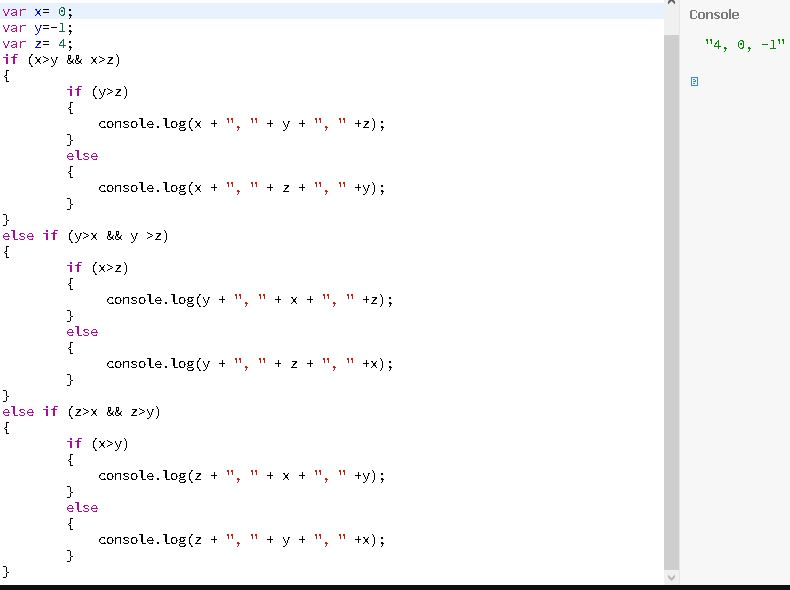 var x= 0;
var y=-1;
var z= 4;
if (x>y && x>z)
{
        if (y>z)
        {
            console.log(x + ", " + y + ", " +z);
        }
        else
        {
            console.log(x + ", " + z + ", " +y);
        }
}
else if (y>x && y >z)
{
        if (x>z)
        {
             console.log(y + ", " + x + ", " +z);
        }
        else
        {
             console.log(y + ", " + z + ", " +x);
        }
}
else if (z>x && z>y)
{
        if (x>y)
        {
            console.log(z + ", " + x + ", " +y);
        }
        else
        {
            console.log(z + ", " + y + ", " +x);
        }
}
Console
"4, 0, -1"